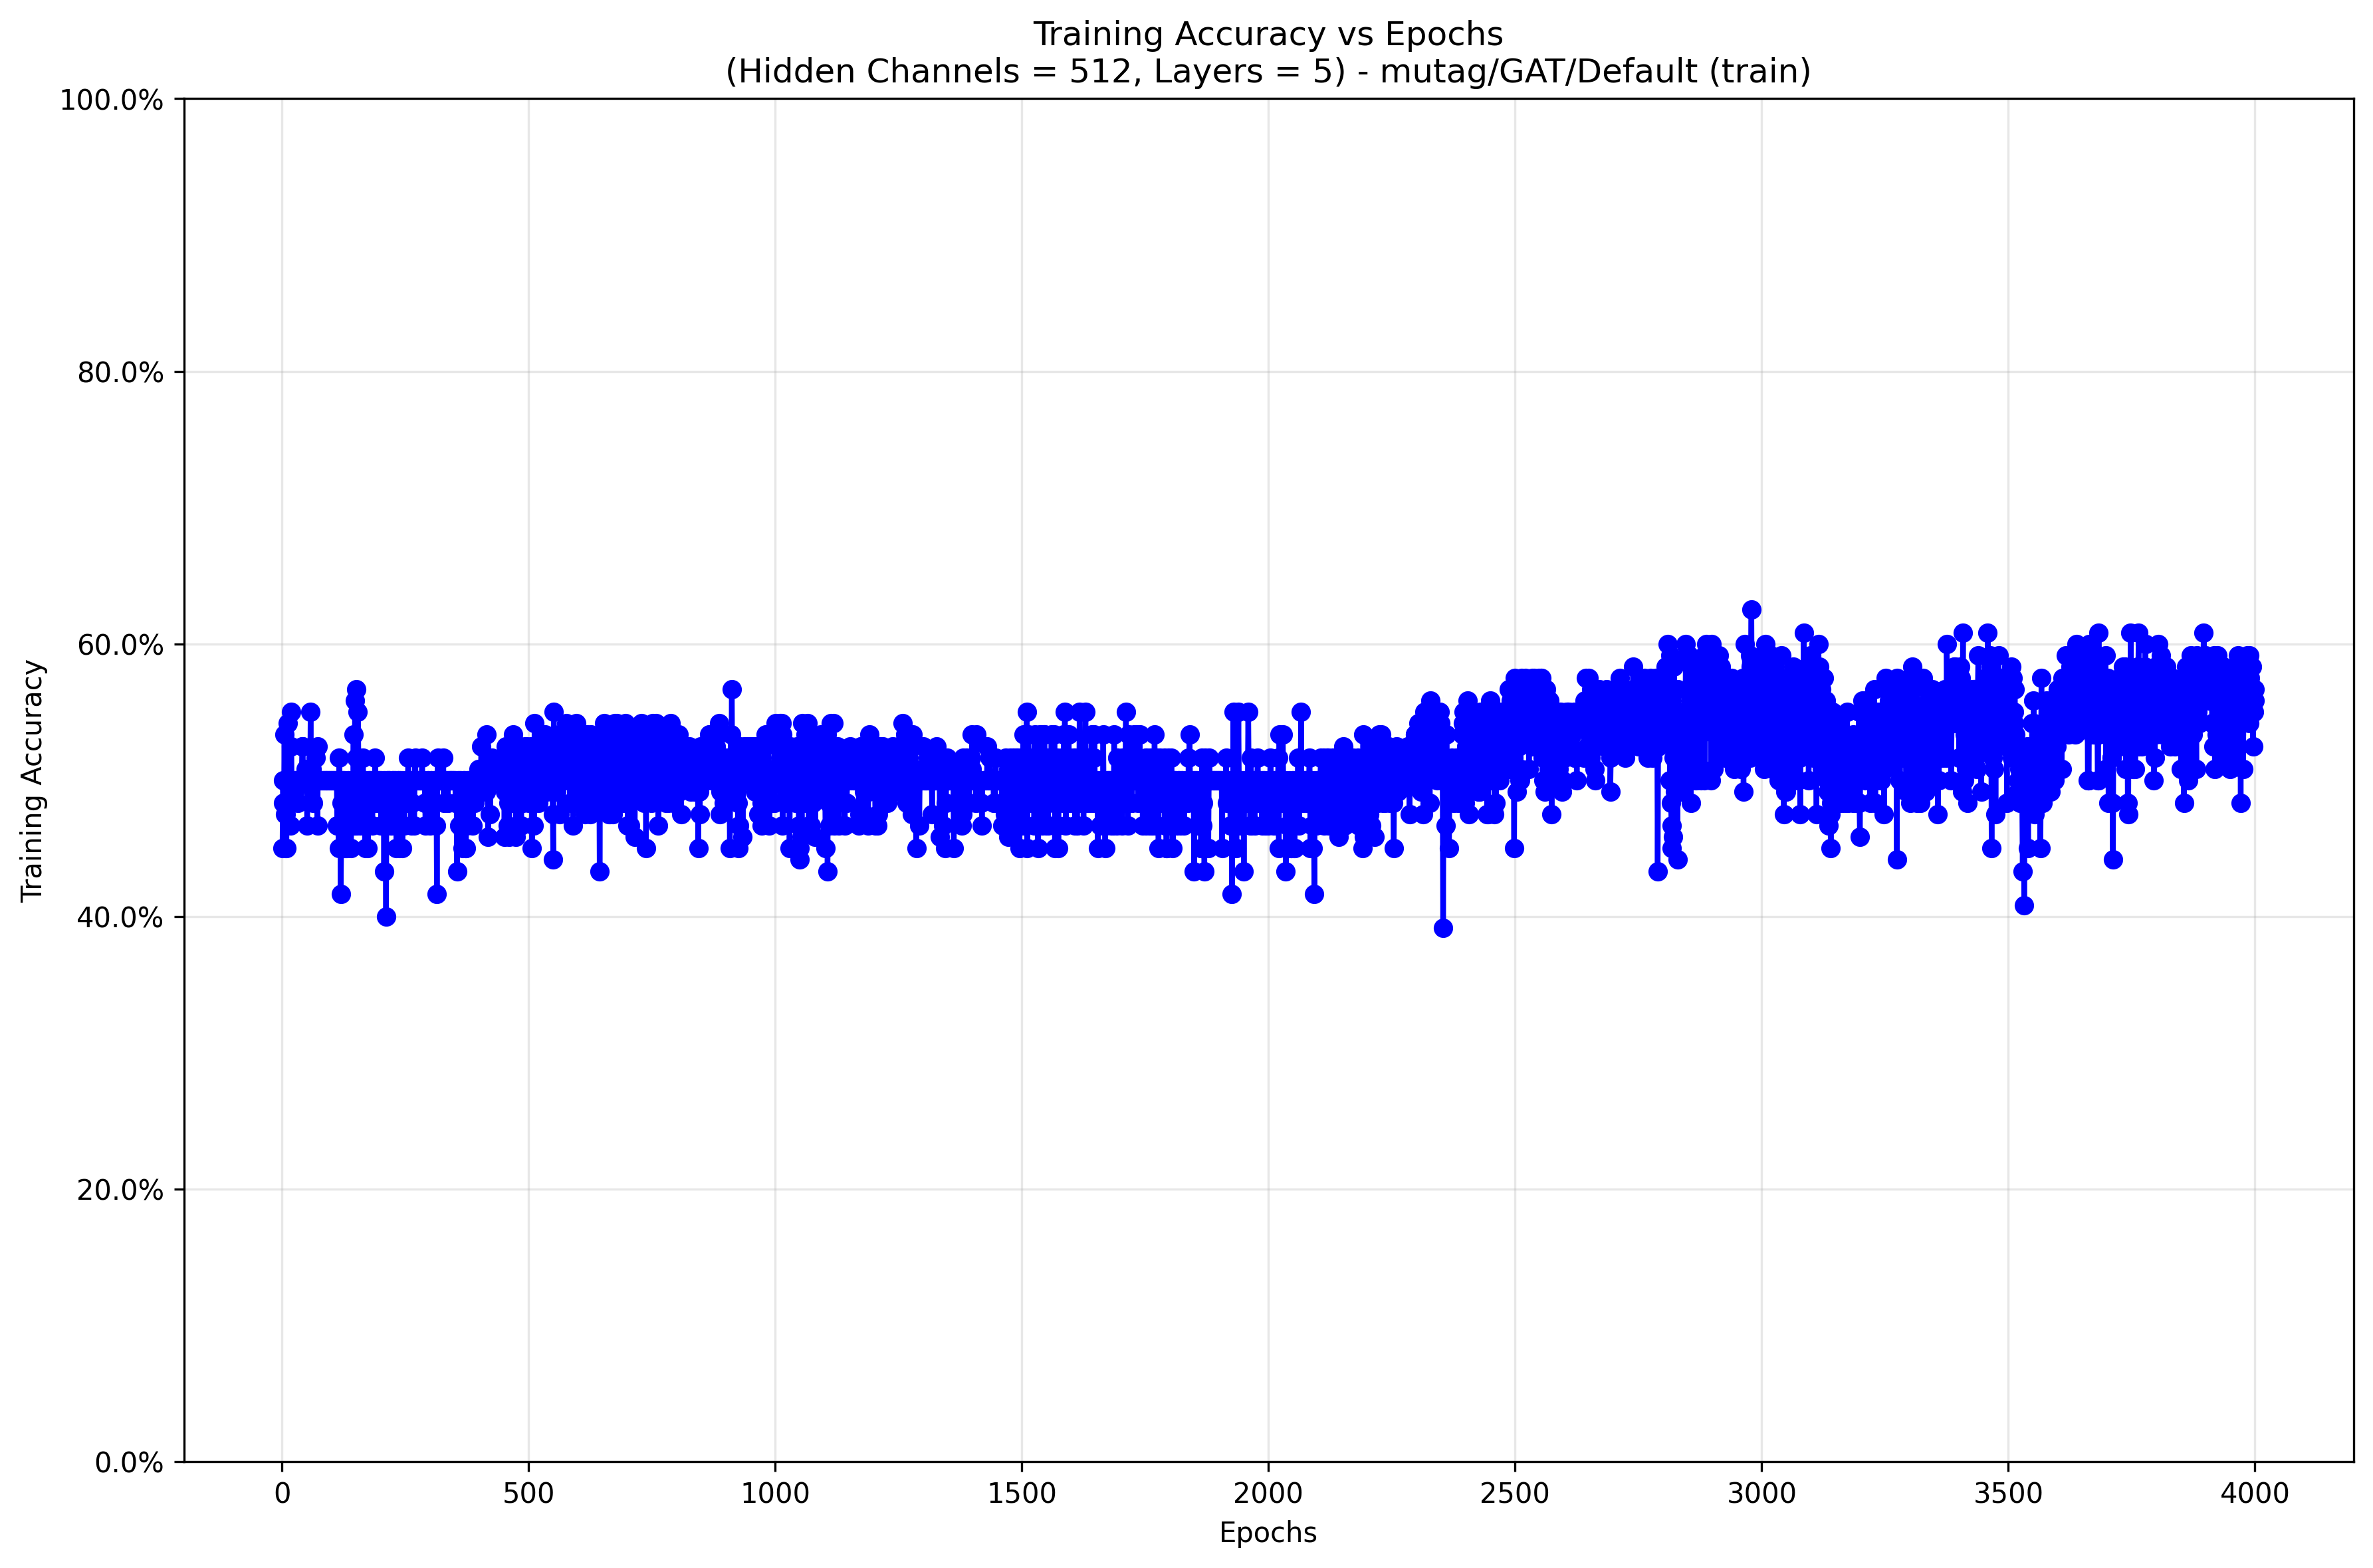 Training Accuracy vs Epochs
(Hidden Channels = 512, Layers = 5) - mutag/GAT/Default (train)
100.0%
80.0%
60.0%
40.0%
20.0%
0.0%
Training Accuracy
0 500 1000 1500 2000 2500 3000 3500 4000
Epochs